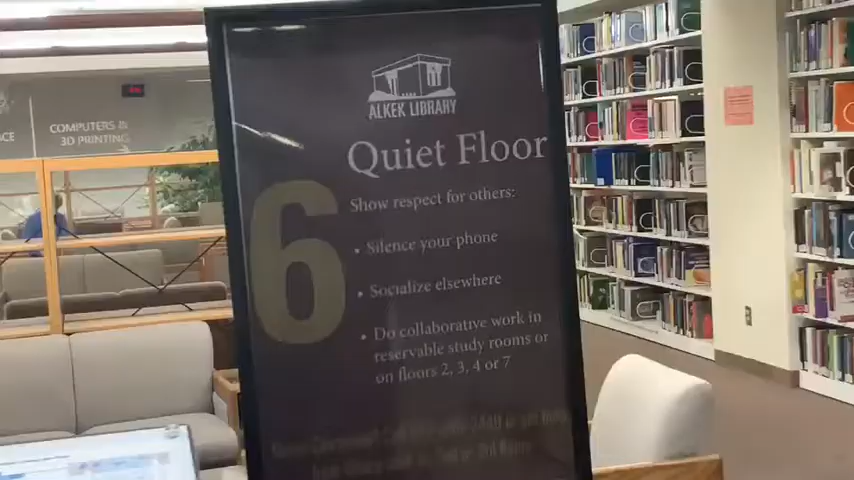 COMPUTERS &
3D PRINTING
ALKEK LIBRARY
Quiet Floor
6
Show respect for others:
• Silence your phone
• Socialize elsewhere
• Do collaborative work in
reservable study rooms or
on floors 2, 3, 4 or 7